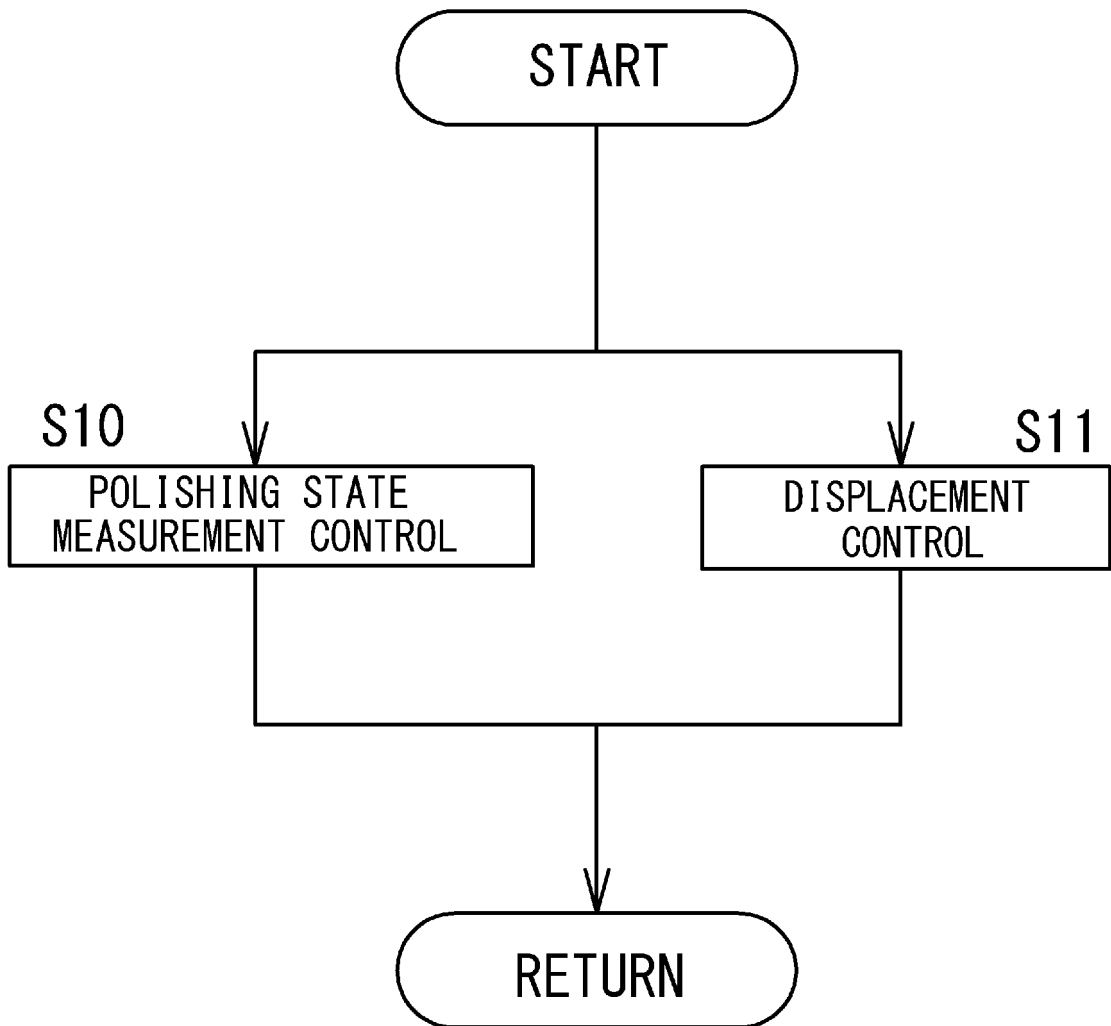 START
S10
POLISHING STATE
MEASUREMENT CONTROL
S11
DISPLACEMENT
CONTROL
RETURN